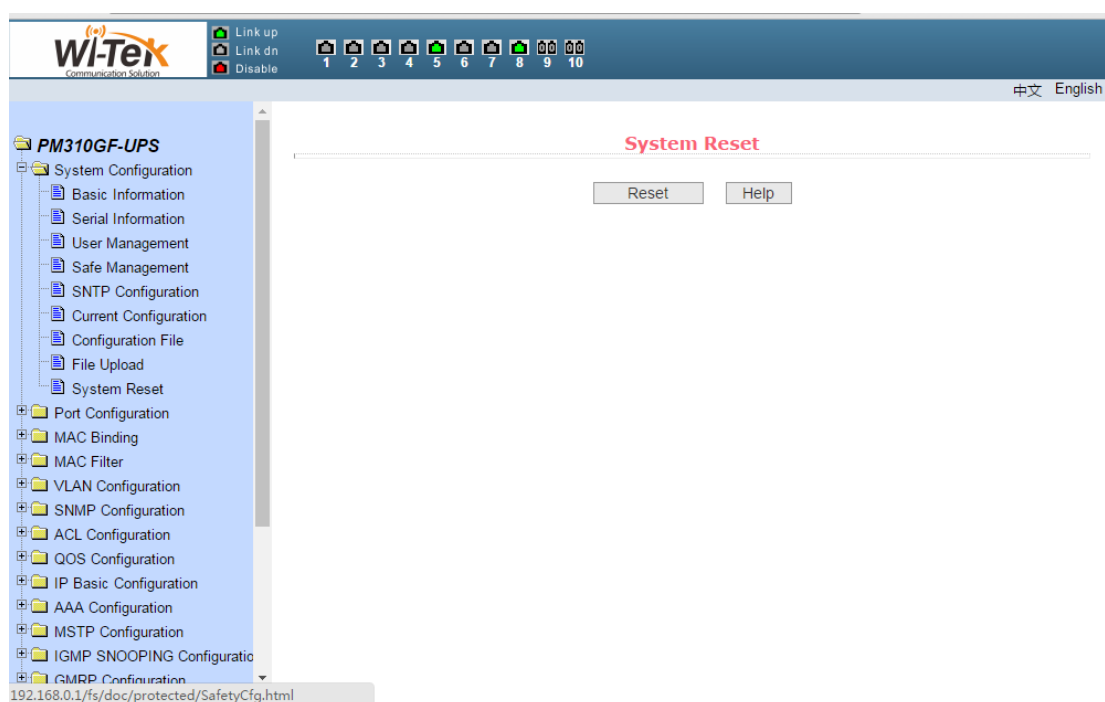 Wi-Tek
Communication Solution
Link up
Link dn
Disable
1 2 3 4 5 6 7 8 9 10
中文 English
PM310GF-UPS
System Configuration
Basic Information
Serial Information
User Management
Safe Management
SNTP Configuration
Current Configuration
Configuration File
File Upload
System Reset
Port Configuration
MAC Binding
MAC Filter
VLAN Configuration
SNMP Configuration
ACL Configuration
QOS Configuration
IP Basic Configuration
AAA Configuration
MSTP Configuration
IGMP SNOOPING Configuratio
GMRP Configuration
192.168.0.1/fs/doc/protected/SafetyCfg.html
System Reset
Reset Help